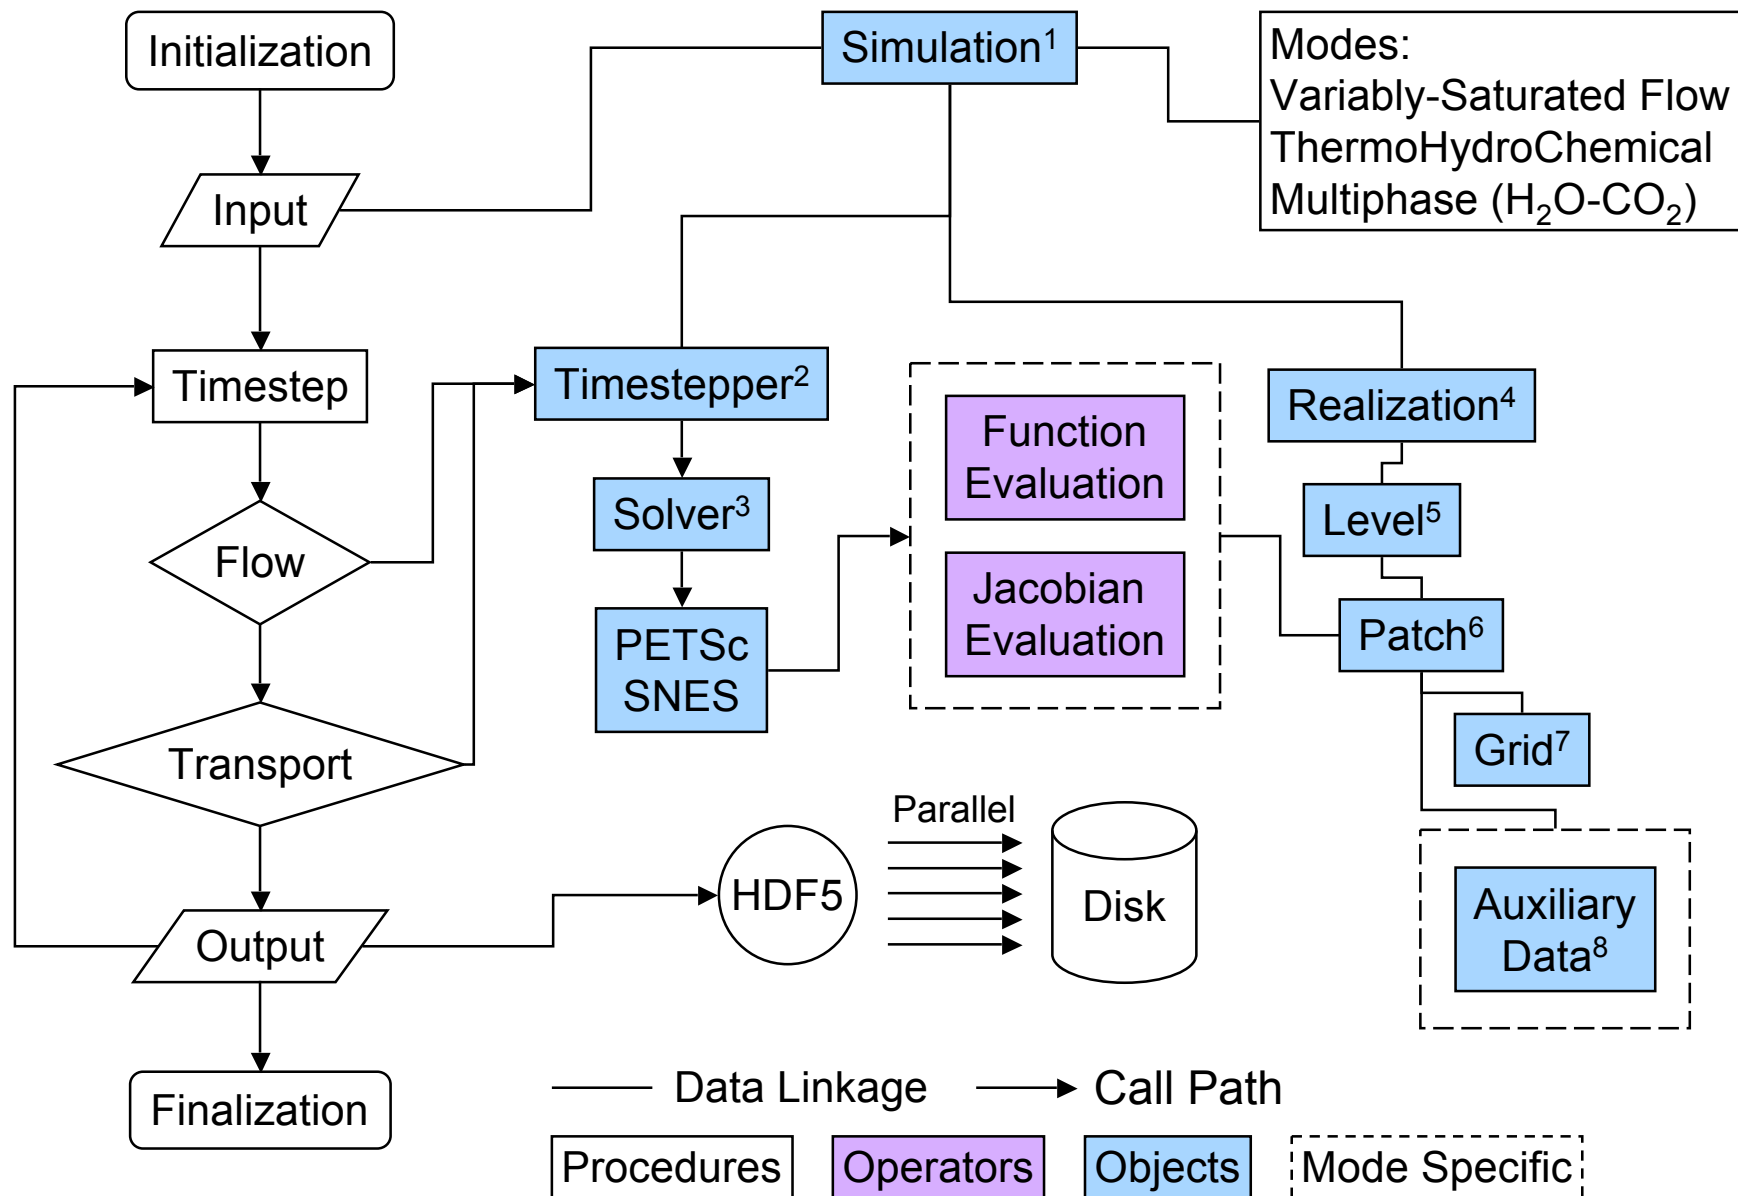 Initialization
Simulation¹
Modes:
Variably-Saturated Flow
ThermoHydroChemical
Multiphase (H₂O-CO₂)
Input
Timestep
Timestepper²
Function
Evaluation
Realization⁴
Solver³
Level⁵
Flow
Jacobian
Evaluation
PETSc
SNES
Patch⁶
Grid⁷
Transport
Parallel
HDF5
Disk
Auxiliary
Data⁸
Output
Finalization
Data Linkage
Call Path
Procedures
Operators
Objects
Mode Specific